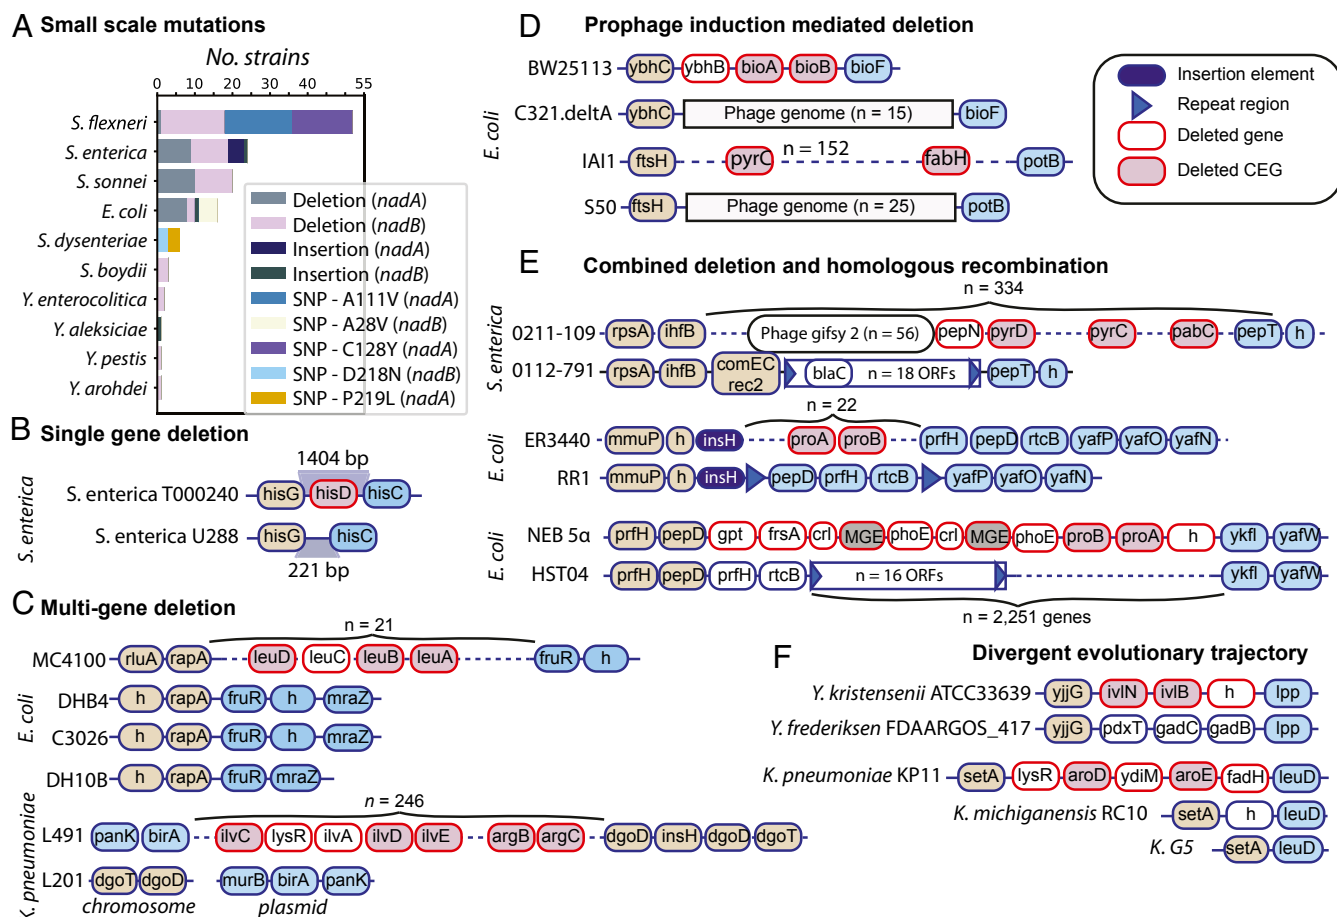 A Small scale mutations
No. strains
0 10 20 40 55
S. flexneri
S. enterica
S. sonnei
E. coli
S. dysenteriae
S. boydii
Y. enterocolitica
Y. aleksiciae
Y. pestis
Y. arohdei
Deletion (nadA)
Deletion (nadB)
Insertion (nadA)
Insertion (nadB)
SNP - A111V (nadA)
SNP - A28V (nadB)
SNP - C128Y (nadA)
SNP - D218N (nadB)
SNP - P219L (nadA)
B Single gene deletion
S. enterica
1404 bp
S. enterica T000240 hisG hisD hisC
S. enterica U288 hisG hisC
221 bp
C Multi-gene deletion
E. coli
n = 21
MC4100 rluA rapA leuD leuC leuB leuA fruR h
DHB4 h rapA fruR h mraZ
C3026 h rapA fruR h mraZ
DH10B h rapA fruR mraZ
K. pneumoniae
n = 246
L491 panK birA ilvC lysR ilvA ilvD ilvE argB argC dgoD insH dgoD dgoT
L201 dgoT dgoD murB birA panK
chromosome plasmid
D Prophage induction mediated deletion
E. coli
BW25113 ybhC ybhB bioA bioB bioF
C321.deltA ybhC Phage genome (n = 15) bioF
IAI1 ftsH pyrC n = 152 fabH potB
S50 ftsH Phage genome (n = 25) potB
Insertion element
Repeat region
Deleted gene
Deleted CEG
E Combined deletion and homologous recombination
S. enterica
n = 334
0211-109 rpsA ihfB Phage gifsy 2 (n = 56) pepN pyrD pyrC pabC pepT h
0112-791 rpsA ihfB comEC rec2 blaC n = 18 ORFs pepT h
E. coli
n = 22
ER3440 mmuP h insH proA proB prfH pepD rtcB yafP yafO yafN
RR1 mmuP h insH pepD prfH rtcB yafP yafO yafN
E. coli
NEB 5α prfH pepD gpt frsA crl MGE phoE crl MGE phoE proB proA h ykfl yafW
HST04 prfH pepD prfH rtcB n = 16 ORFs ykfl yafW
n = 2,251 genes
F Divergent evolutionary trajectory
Y. kristensenii ATCC33639 yjjG ivlN ivlB h lpp
Y. frederiksen FDAARGOS_417 yjjG pdxT gadC gadB lpp
K. pneumoniae KP11 setA lysR aroD ydiM aroE fadH leuD
K. michiganensis RC10 setA h leuD
K. G5 setA leuD